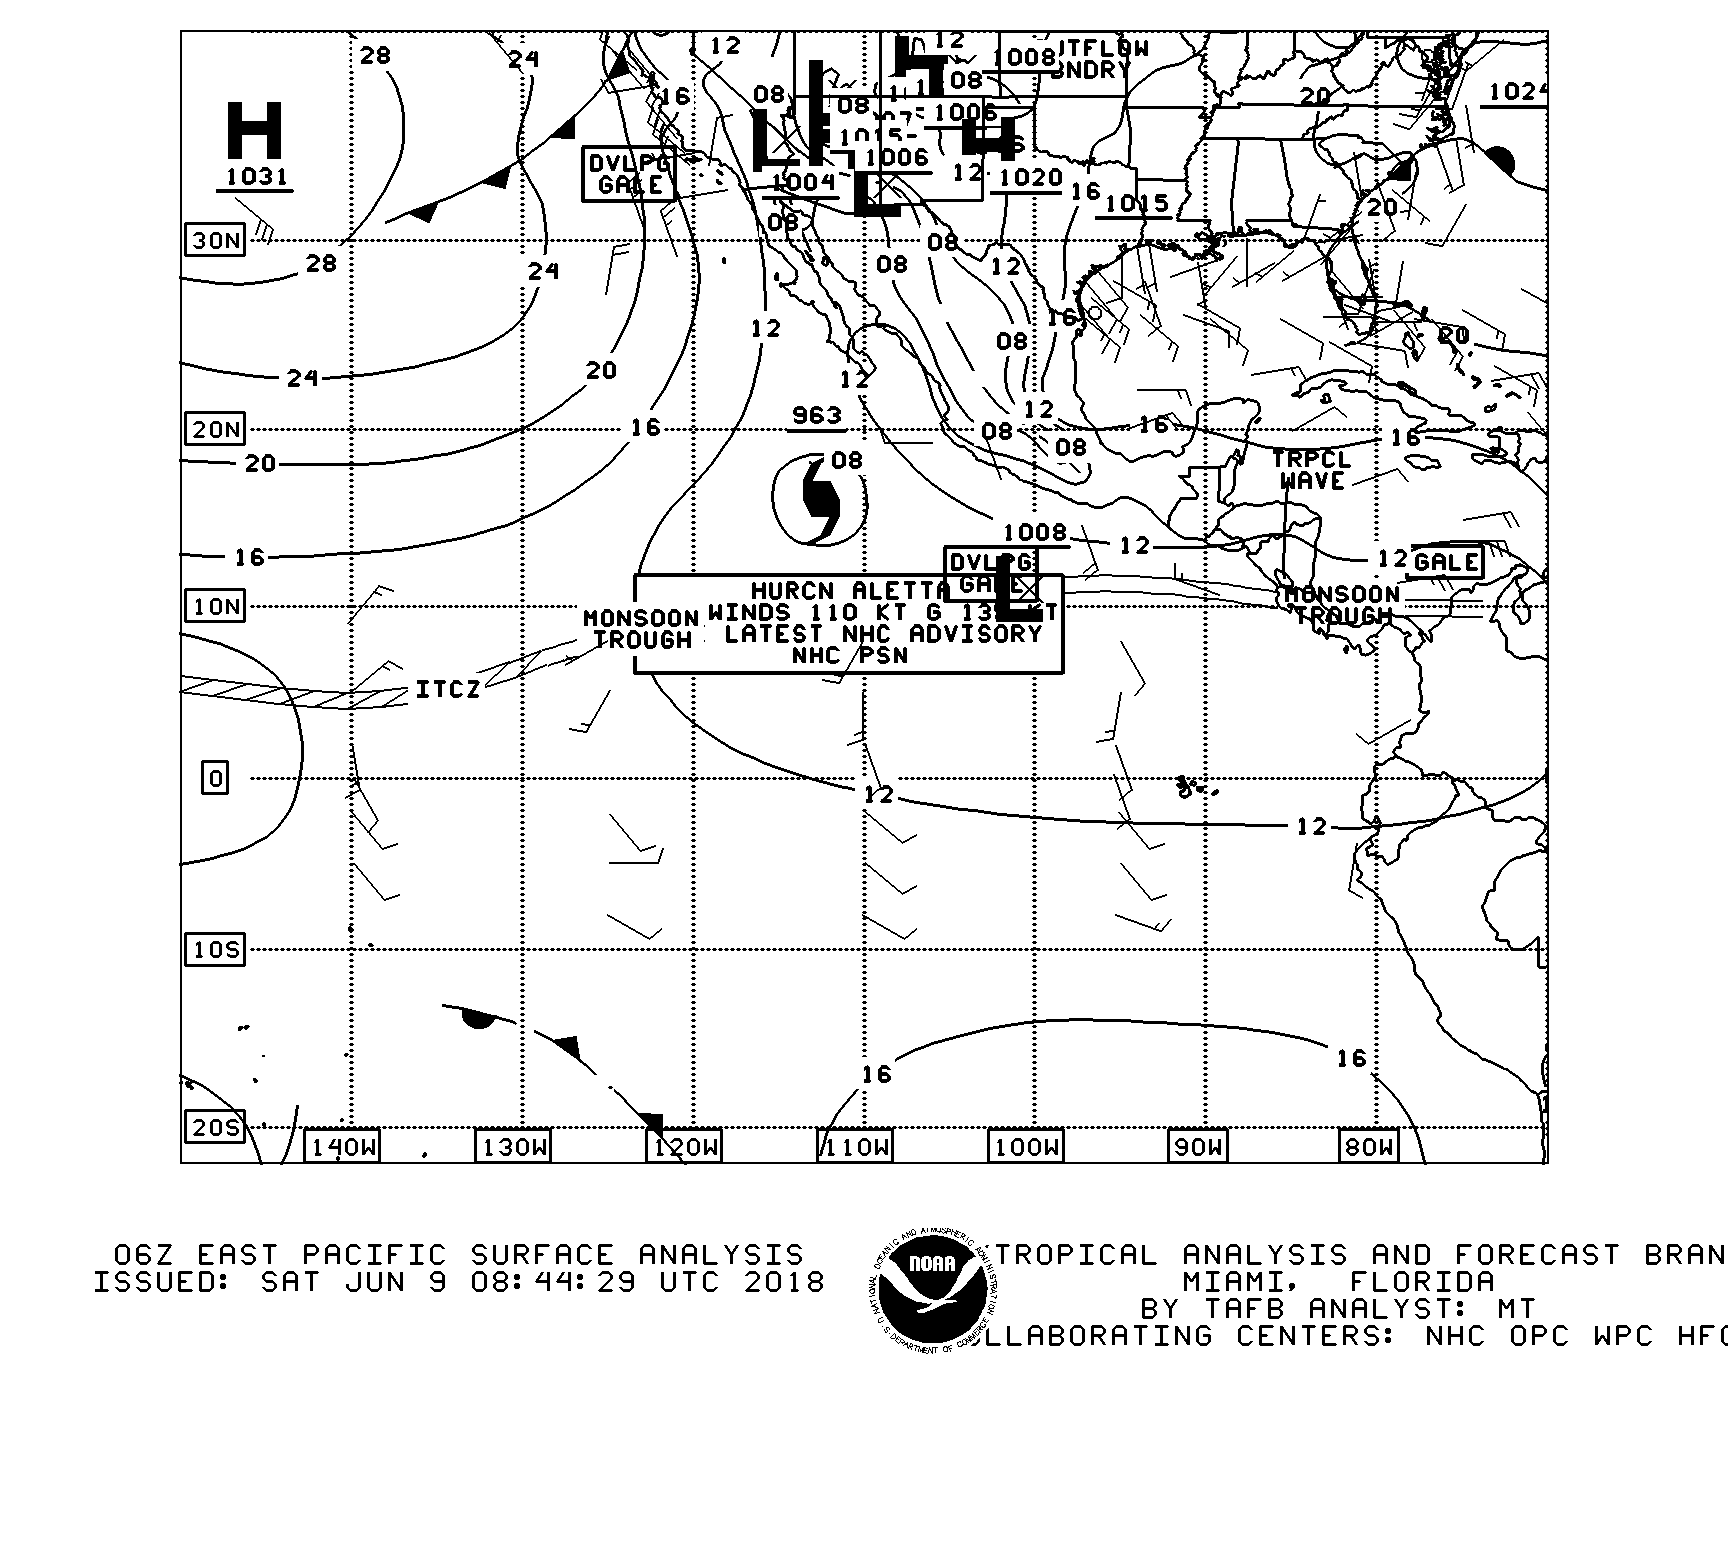 28
24
12
12
1008
08
08
16
08
20
1024
1006
H
1031
DVLPG
GALE
1006
1004
12
1020
16
1015
08
20
30N
28
24
08
08
12
12
16
08
20
24
20
12
12
963
16
08
08
16
16
20N
20
08
TRPCL
WAVE
16
1008
12
12
DVLPG
GALE
GALE
10N
HURCN ALETTA
MONSOON
TROUGH
WINDS 110 KT G 13 KT
LATEST NHC ADVISORY
NHC PSN
MONSOON
TROUGH
ITCZ
0
12
12
10S
16
16
20S
140W 130W 120W 110W 100W 90W 80W
06Z EAST PACIFIC SURFACE ANALYSIS
ISSUED: SAT JUN 9 08:44:29 UTC 2018
NOAA
NATIONAL OCEANIC AND ATMOSPHERIC ADMINISTRATION
U.S. DEPARTMENT OF COMMERCE
TROPICAL ANALYSIS AND FORECAST BRAN
MIAMI, FLORIDA
BY TAFB ANALYST: MT
LLABORATING CENTERS: NHC OPC WPC HFO